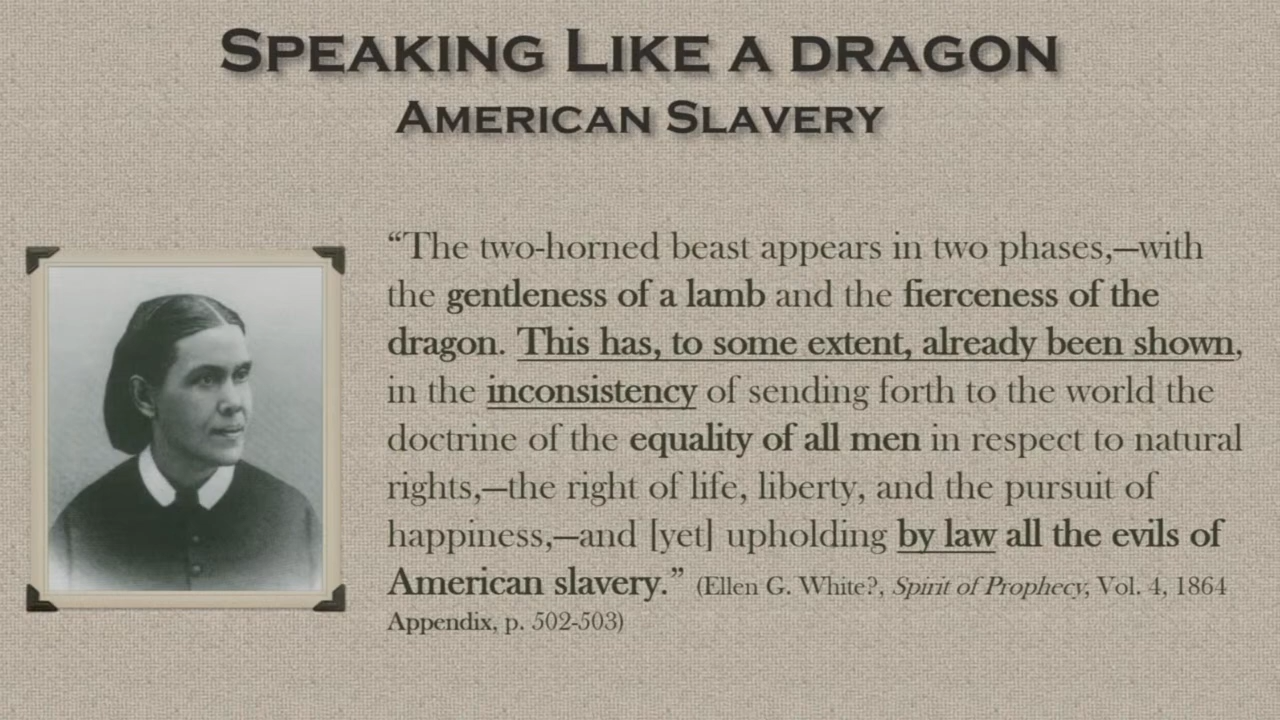 SPEAKING LIKE A DRAGON
AMERICAN SLAVERY
“The two-horned beast appears in two phases,—with
the gentleness of a lamb and the fierceness of the
dragon. This has, to some extent, already been shown,
in the inconsistency of sending forth to the world the
doctrine of the equality of all men in respect to natural
rights,—the right of life, liberty, and the pursuit of
happiness,—and [yet] upholding by law all the evils of
American slavery.” (Ellen G. White?, Spirit of Prophecy, Vol. 4, 1864
Appendix, p. 502-503)